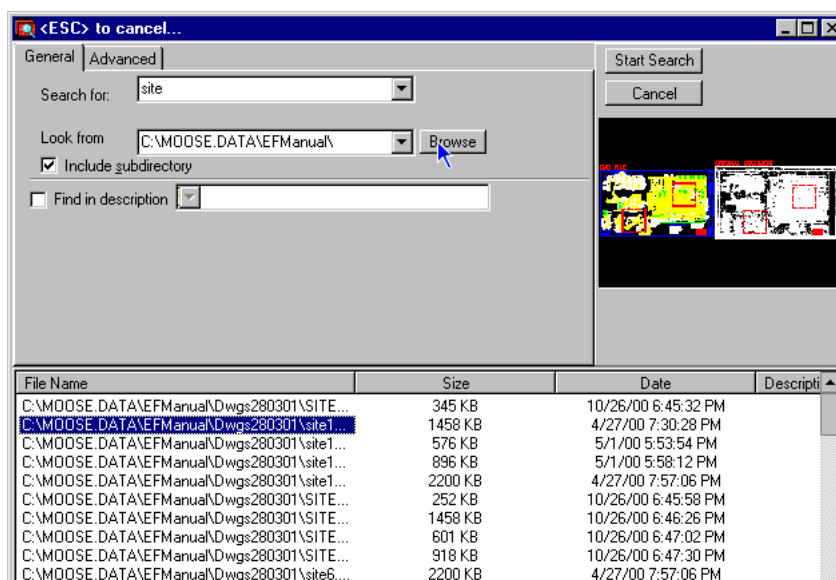 <ESC> to cancel...
General Advanced
Start Search
Search for: site
Cancel
Look from C:\MOOSE.DATA\EFManual\ Browse
Include subdirectory
Find in description
ORIGINAL DOCUMENT
File Name Size Date Descripti
C:\MOOSE.DATA\EFManual\Dwgs280301\SITE... 345 KB 10/26/00 6:45:32 PM
C:\MOOSE.DATA\EFManual\Dwgs280301\site1... 1458 KB 4/27/00 7:30:28 PM
C:\MOOSE.DATA\EFManual\Dwgs280301\site1... 576 KB 5/1/00 5:53:54 PM
C:\MOOSE.DATA\EFManual\Dwgs280301\site1... 896 KB 5/1/00 5:58:12 PM
C:\MOOSE.DATA\EFManual\Dwgs280301\site1... 2200 KB 4/27/00 7:57:06 PM
C:\MOOSE.DATA\EFManual\Dwgs280301\SITE... 252 KB 10/26/00 6:45:58 PM
C:\MOOSE.DATA\EFManual\Dwgs280301\SITE... 1458 KB 10/26/00 6:46:26 PM
C:\MOOSE.DATA\EFManual\Dwgs280301\SITE... 601 KB 10/26/00 6:47:02 PM
C:\MOOSE.DATA\EFManual\Dwgs280301\SITE... 918 KB 10/26/00 6:47:30 PM
C:\MOOSE.DATA\EFManual\Dwgs280301\site6.... 2200 KB 4/27/00 7:57:06 PM